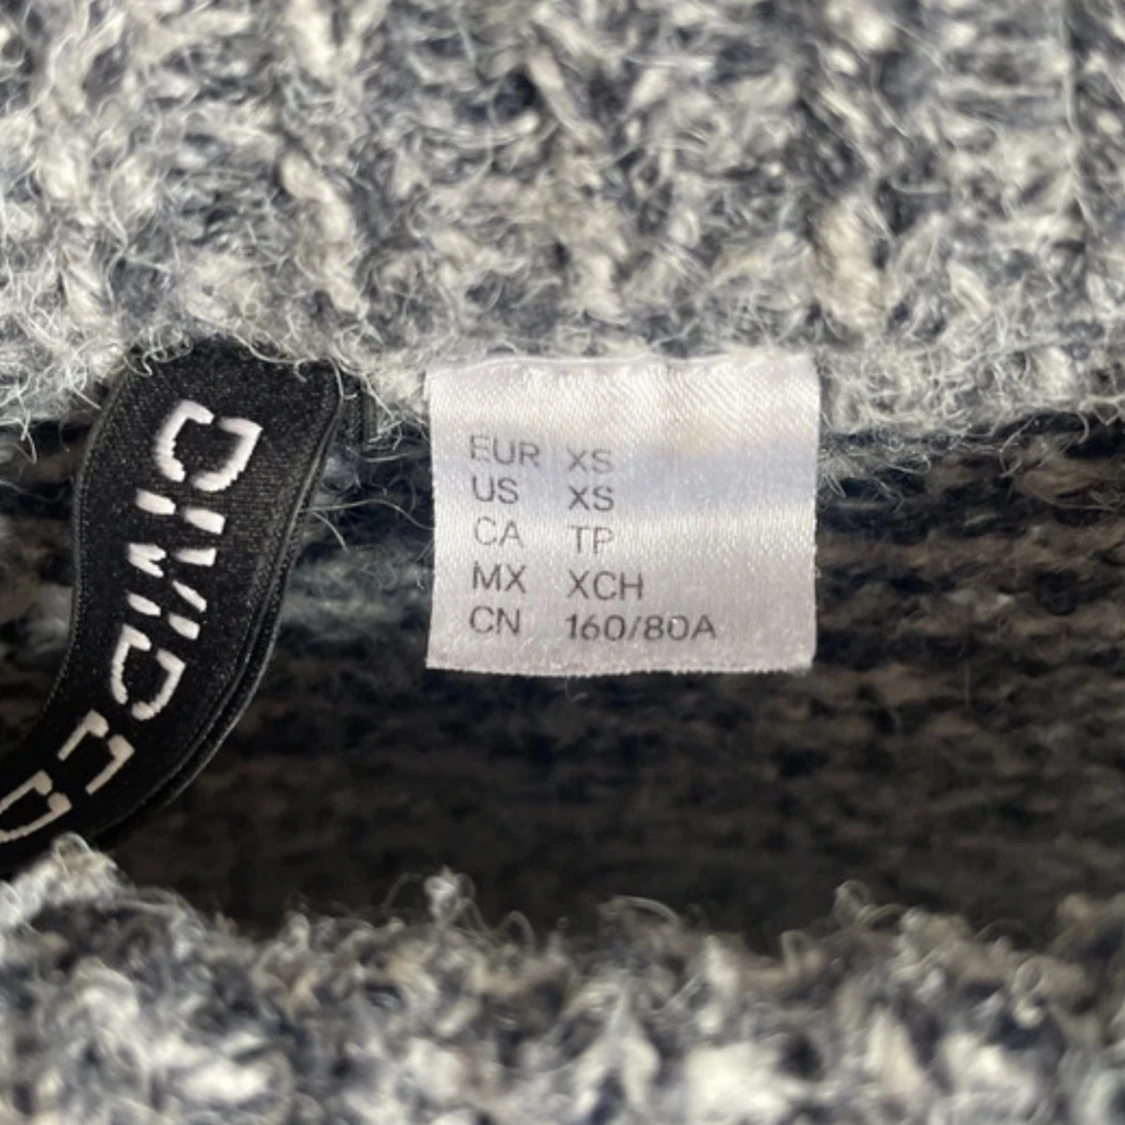 DIVIDED
EUR XS
US XS
CA TP
MX XCH
CN 160/80A